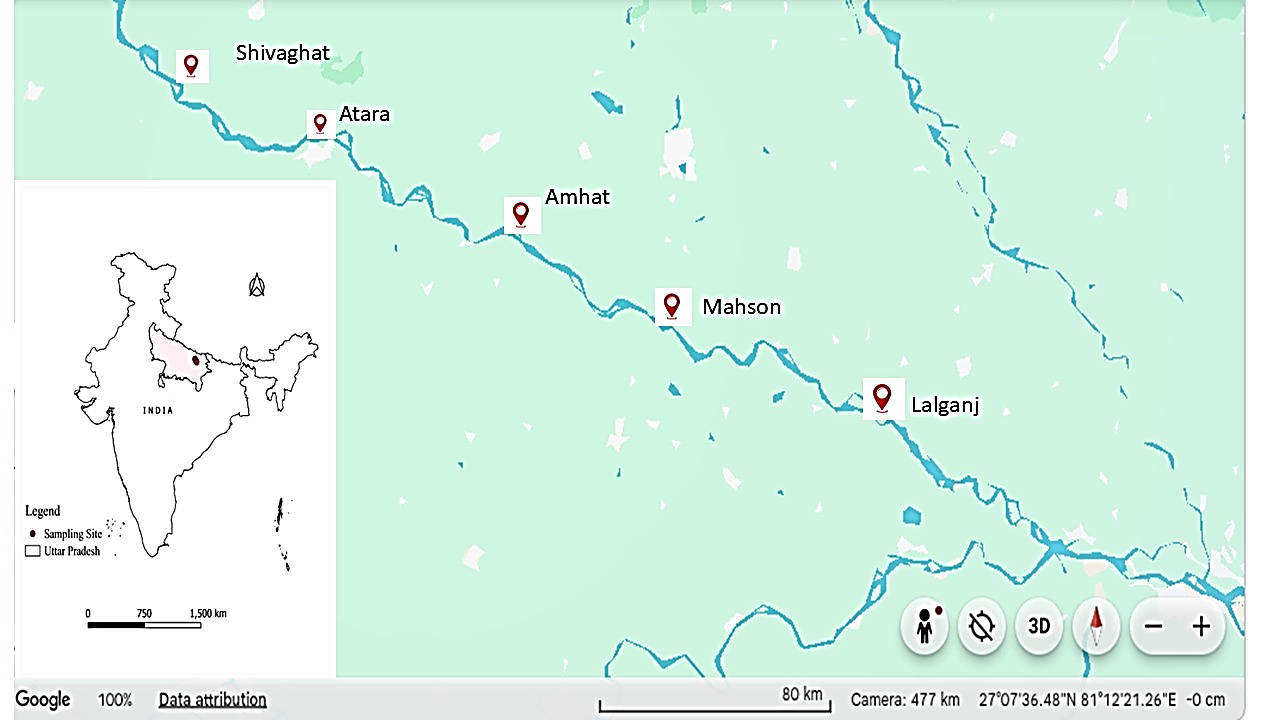 Shivaghat
Atara
Amhat
Mahson
Lalganj
INDIA
Legend
Sampling Site
Uttar Pradesh
0 750 1,500 km
3D
Google 100% Data attribution 80 km Camera: 477 km 27°07'36.48"N 81°12'21.26"E -0 cm